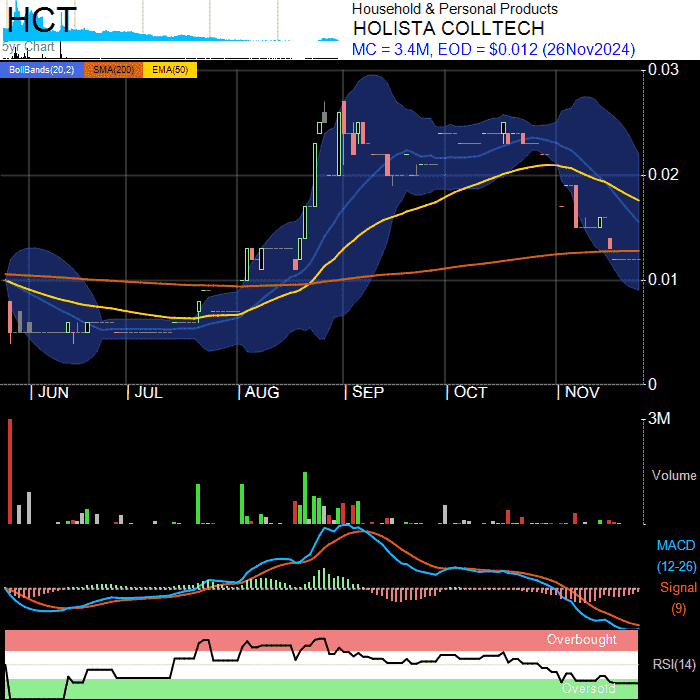 HCT
5yr Chart
Household & Personal Products
HOLISTA COLLTECH
MC = 3.4M, EOD = $0.012 (26Nov2024)
BollBands(20,2) SMA(200) EMA(50)
0.03
0.02
0.01
0
JUN JUL AUG SEP OCT NOV
3M
Volume
MACD
(12-26)
Signal
(9)
Overbought
RSI(14)
Oversold